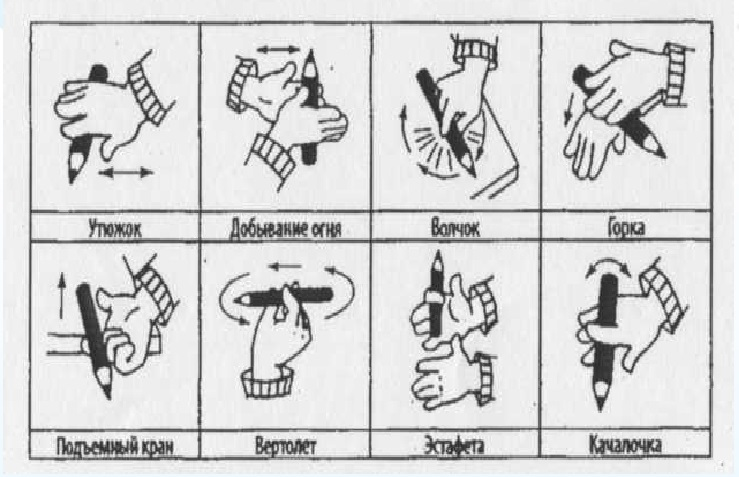 Утюжок
Добывание огня
Волчок
Горка
Подъемный кран
Вертолет
Эстафета
Качалочка